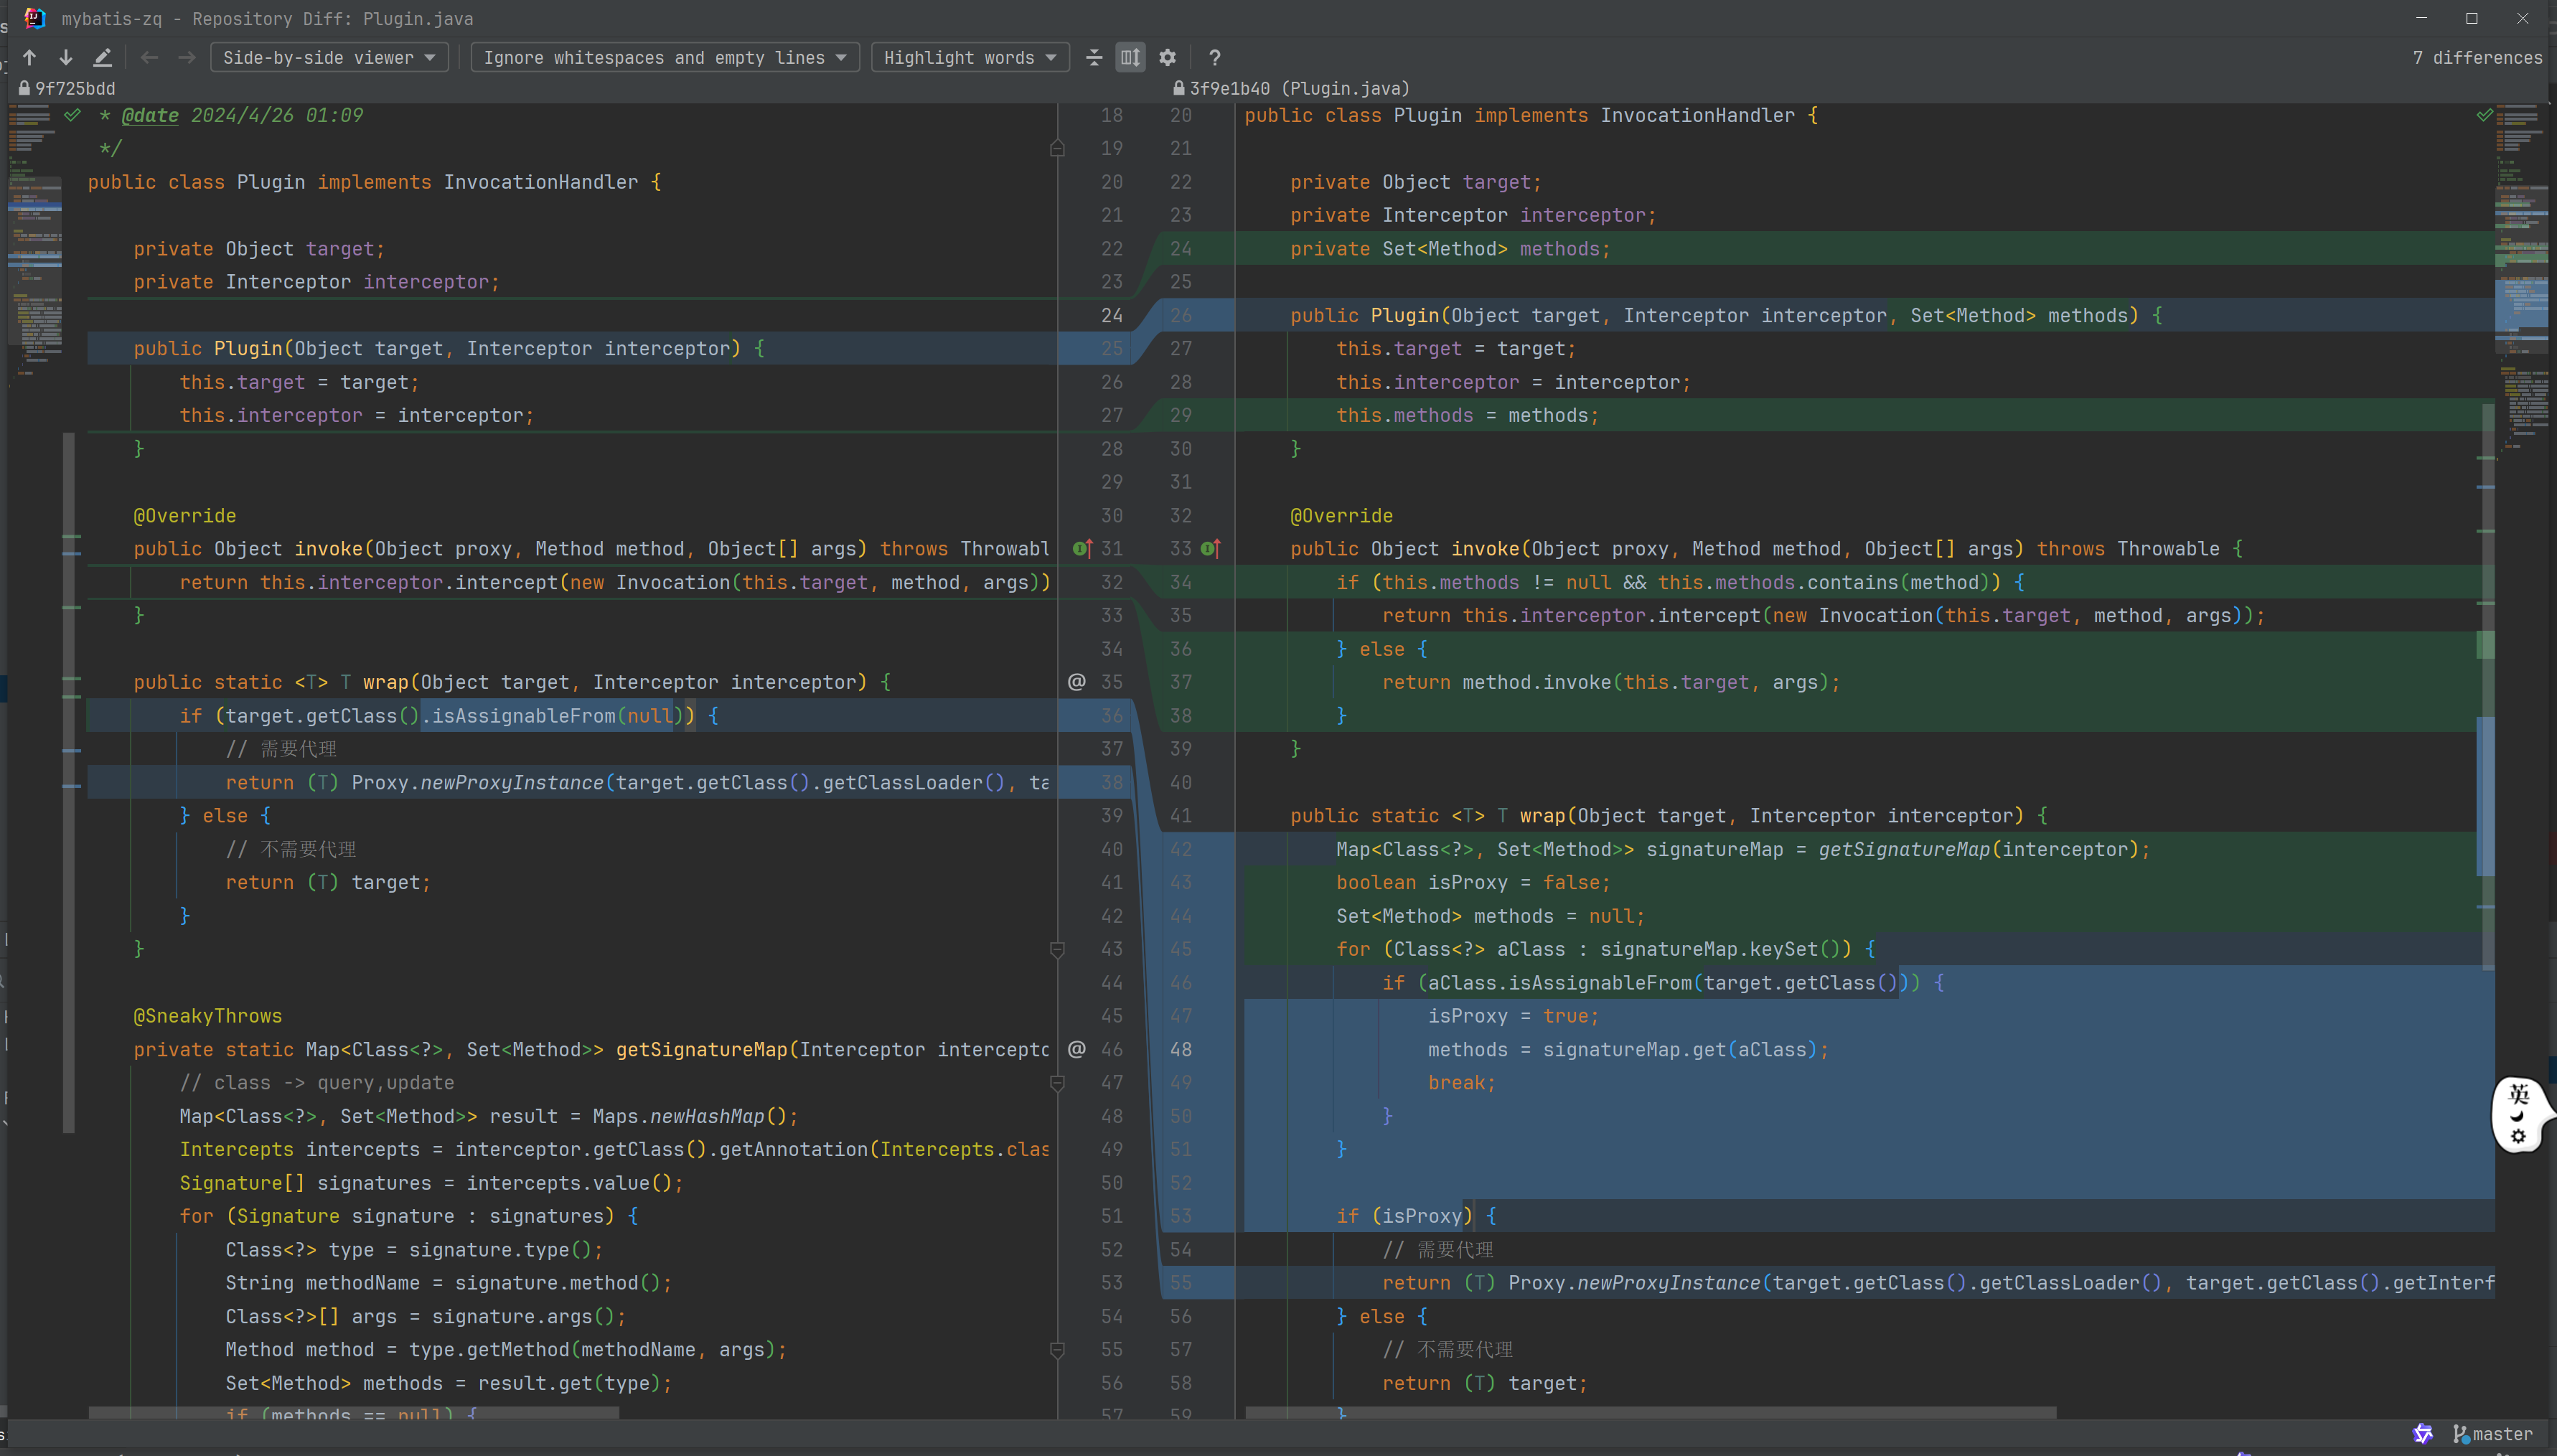 mybatis-zq - Repository Diff: Plugin.java
Side-by-side viewer
Ignore whitespaces and empty lines
Highlight words
?
7 differences
9f725bdd
3f9e1b40 (Plugin.java)
* @date 2024/4/26 01:09
*/
public class Plugin implements InvocationHandler {
private Object target;
private Interceptor interceptor;
public Plugin(Object target, Interceptor interceptor) {
this.target = target;
this.interceptor = interceptor;
}
@Override
public Object invoke(Object proxy, Method method, Object[] args) throws Throwabl
return this.interceptor.intercept(new Invocation(this.target, method, args))
}
public static <T> T wrap(Object target, Interceptor interceptor) {
if (target.getClass().isAssignableFrom(null)) {
// 需要代理
return (T) Proxy.newProxyInstance(target.getClass().getClassLoader(), ta
} else {
// 不需要代理
return (T) target;
}
}
@SneakyThrows
private static Map<Class<?>, Set<Method>> getSignatureMap(Interceptor intercepto
// class -> query,update
Map<Class<?>, Set<Method>> result = Maps.newHashMap();
Intercepts intercepts = interceptor.getClass().getAnnotation(Intercepts.clas
Signature[] signatures = intercepts.value();
for (Signature signature : signatures) {
Class<?> type = signature.type();
String methodName = signature.method();
Class<?>[] args = signature.args();
Method method = type.getMethod(methodName, args);
Set<Method> methods = result.get(type);
if (methods == null) {
18 20
19 21
20 22
21 23
22 24
23 25
24 26
25 27
26 28
27 29
28 30
29 31
30 32
31 33
32 34
33 35
34 36
@ 35 37
36 38
37 39
38 40
39 41
40 42
41 43
42 44
43 45
44 46
45 47
@ 46 48
47 49
48 50
49 51
50 52
51 53
52 54
53 55
54 56
55 57
56 58
57 59
public class Plugin implements InvocationHandler {
private Object target;
private Interceptor interceptor;
private Set<Method> methods;
public Plugin(Object target, Interceptor interceptor, Set<Method> methods) {
this.target = target;
this.interceptor = interceptor;
this.methods = methods;
}
@Override
public Object invoke(Object proxy, Method method, Object[] args) throws Throwable {
if (this.methods != null && this.methods.contains(method)) {
return this.interceptor.intercept(new Invocation(this.target, method, args));
} else {
return method.invoke(this.target, args);
}
}
public static <T> T wrap(Object target, Interceptor interceptor) {
Map<Class<?>, Set<Method>> signatureMap = getSignatureMap(interceptor);
boolean isProxy = false;
Set<Method> methods = null;
for (Class<?> aClass : signatureMap.keySet()) {
if (aClass.isAssignableFrom(target.getClass())) {
isProxy = true;
methods = signatureMap.get(aClass);
break;
}
}
if (isProxy) {
// 需要代理
return (T) Proxy.newProxyInstance(target.getClass().getClassLoader(), target.getClass().getInterf
} else {
// 不需要代理
return (T) target;
}
英
master